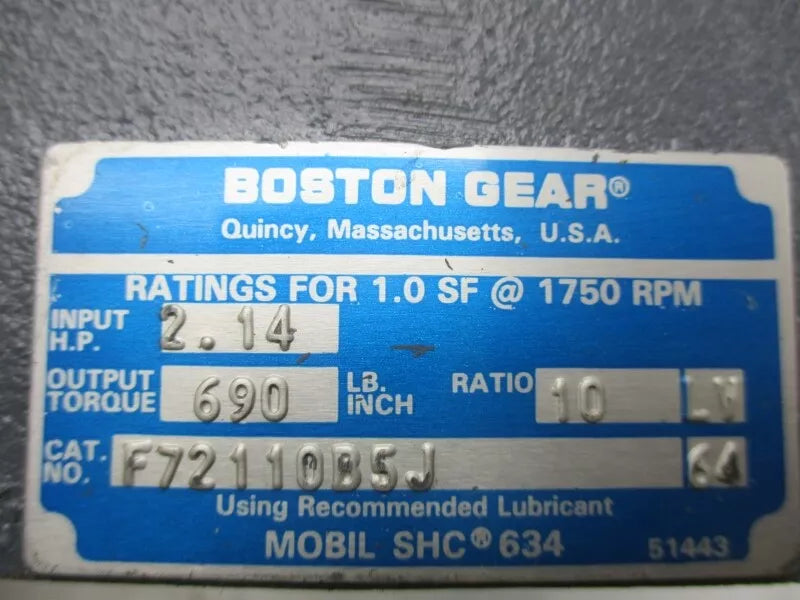 BOSTON GEAR®
Quincy, Massachusetts, U.S.A.
RATINGS FOR 1.0 SF @ 1750 RPM
INPUT H.P. 2.14
OUTPUT TORQUE 690 LB. INCH RATIO 10 LW
CAT. NO. F72110B5J 64
Using Recommended Lubricant
MOBIL SHC® 634 51443